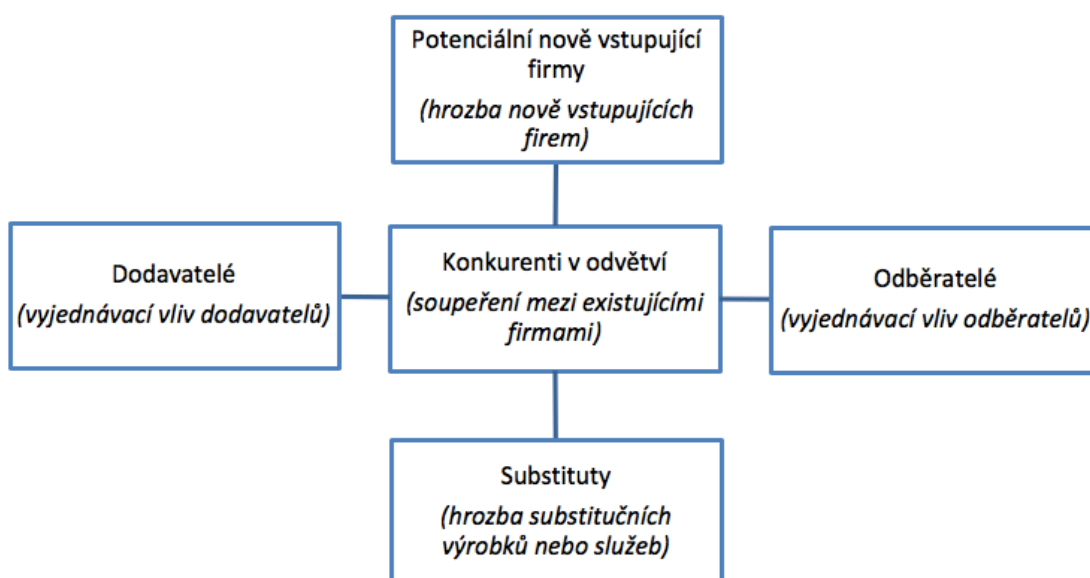 Potenciální nově vstupující
firmy
(hrozba nově vstupujících
firem)
Dodavatelé
(vyjednávací vliv dodavatelů)
Konkurenti v odvětví
(soupeření mezi existujícími
firmami)
Odběratelé
(vyjednávací vliv odběratelů)
Substituty
(hrozba substitučních
výrobků nebo služeb)